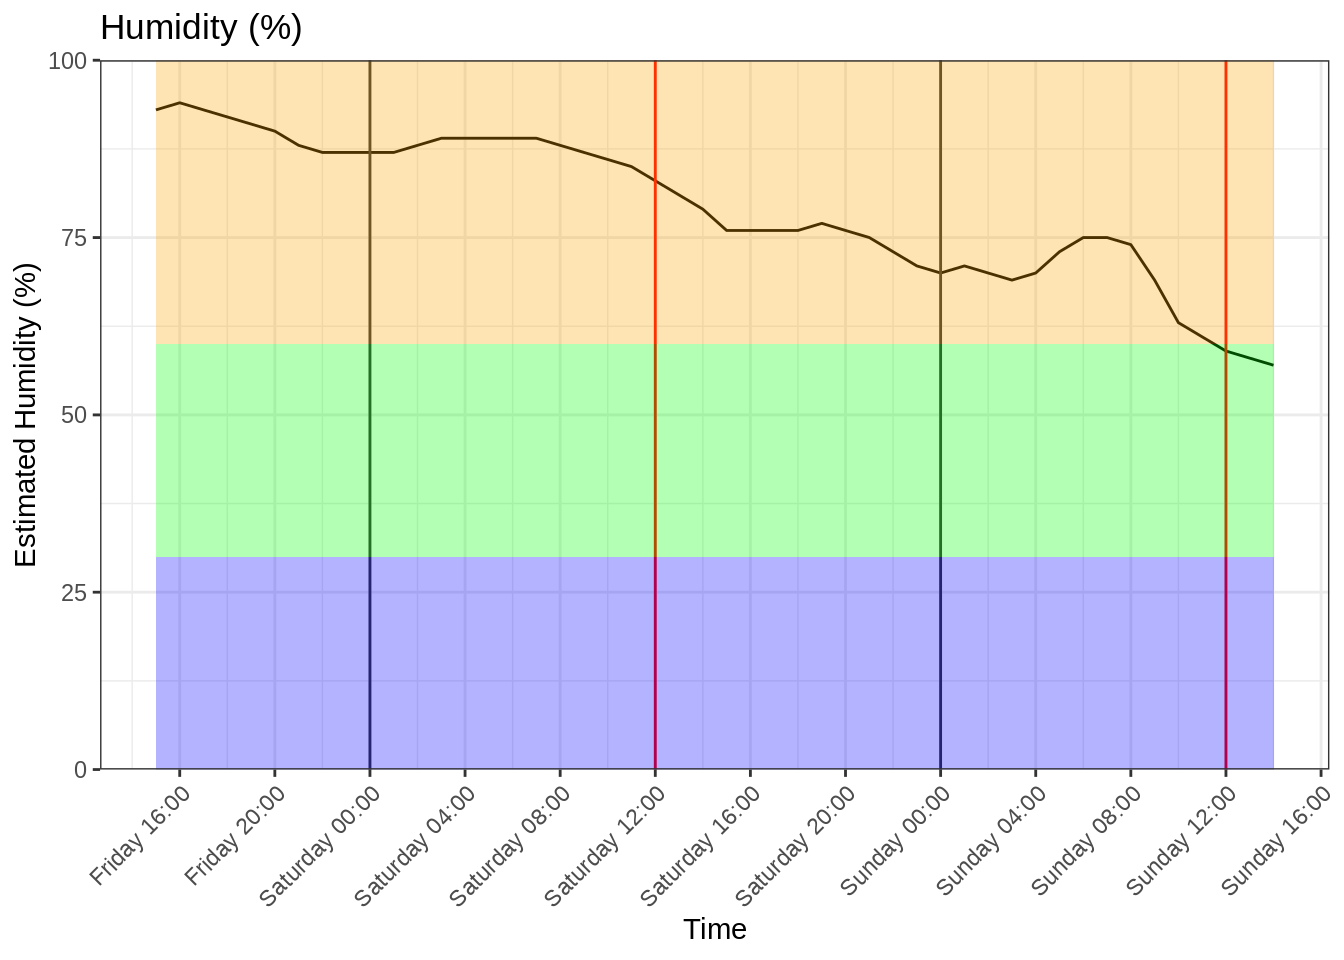 Humidity (%)
100
75
50
25
0
Estimated Humidity (%)
Friday 16:00
Friday 20:00
Saturday 00:00
Saturday 04:00
Saturday 08:00
Saturday 12:00
Saturday 16:00
Saturday 20:00
Sunday 00:00
Sunday 04:00
Sunday 08:00
Sunday 12:00
Sunday 16:00
Time